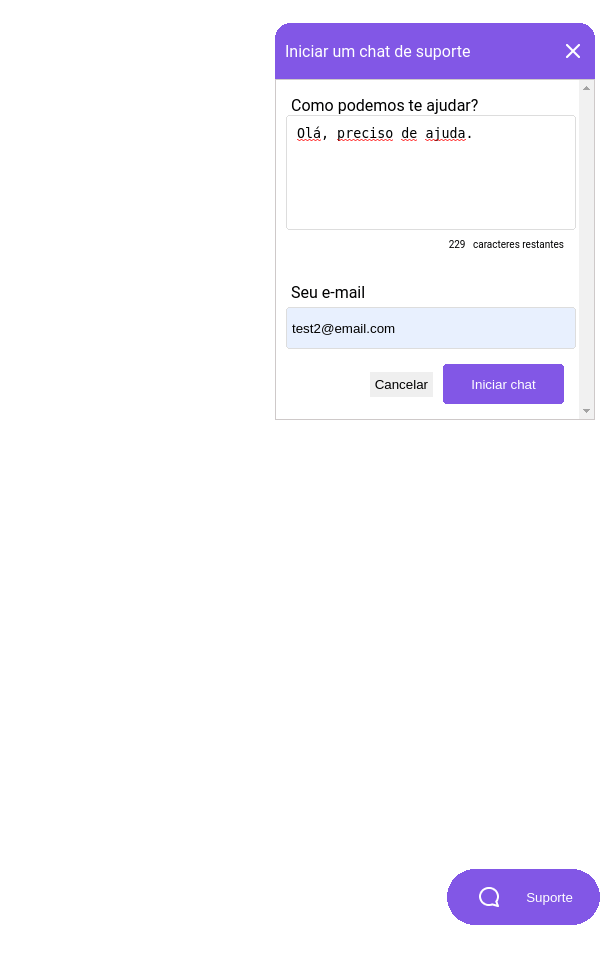 Iniciar um chat de suporte
Como podemos te ajudar?
Olá, preciso de ajuda.
229 caracteres restantes
Seu e-mail
test2@email.com
Cancelar
Iniciar chat
Suporte